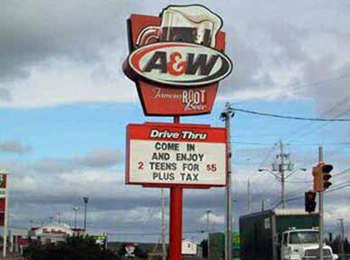 A&W
Famous ROOT
Beer
Drive Thru
COME IN
AND ENJOY
2 TEENS FOR $5
PLUS TAX